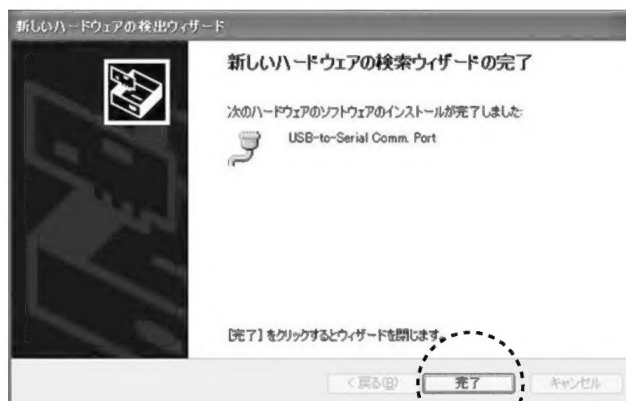 新しいハードウェアの検出ウィザード
新しいハードウェアの検索ウィザードの完了
次のハードウェアのソフトウェアのインストールが完了しました:
USB-to-Serial Comm. Port
[完了] をクリックするとウィザードを閉じます。
< 戻る(B)
完了
キャンセル